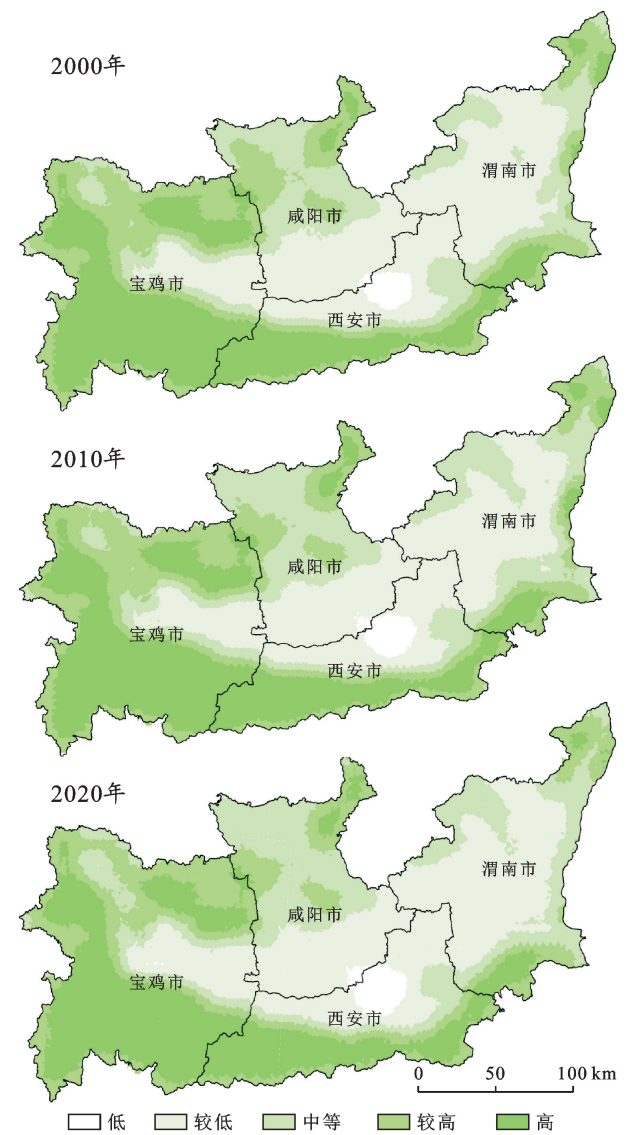 2000年
渭南市
咸阳市
宝鸡市
西安市
2010年
渭南市
咸阳市
宝鸡市
西安市
2020年
渭南市
咸阳市
宝鸡市
西安市
0 50 100 km
低 较低 中等 较高 高